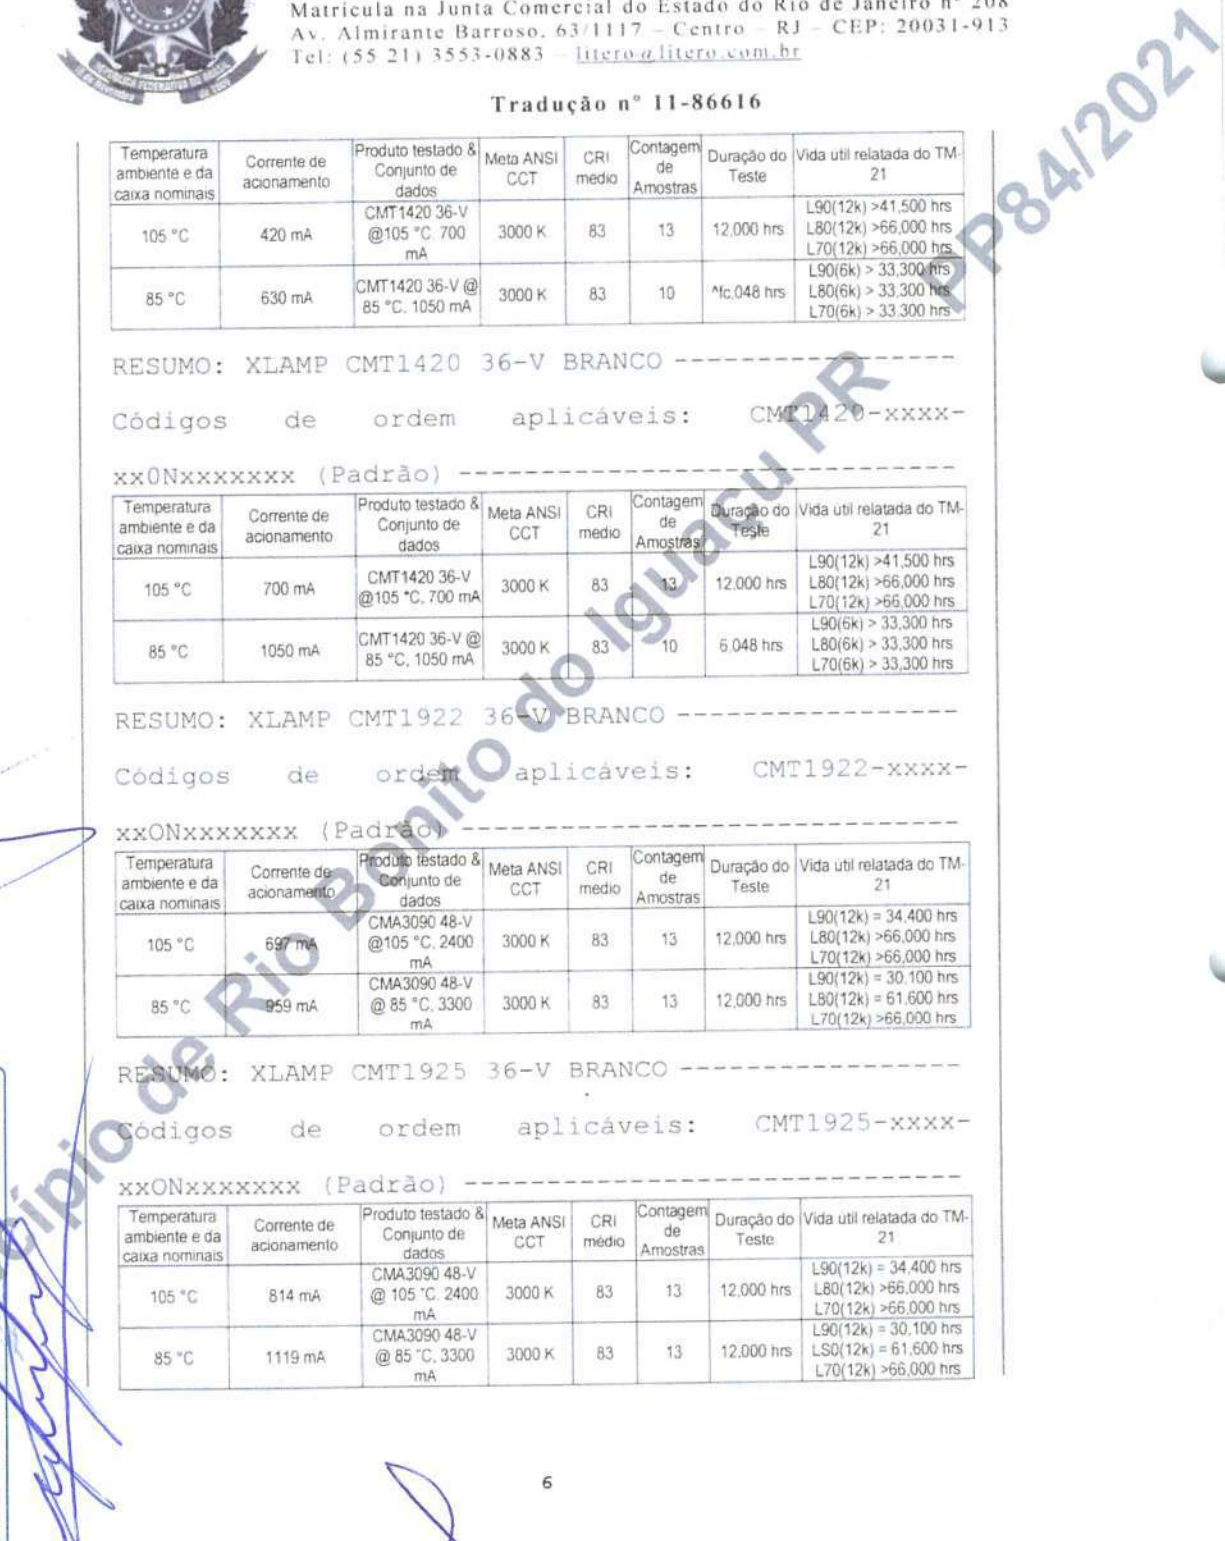 Matrícula na Junta Comercial do Estado do Rio de Janeiro nº 208
Av. Almirante Barroso, 63/1117 – Centro – RJ – CEP: 20031-913
Tel: (55 21) 3553-0883 – litero@litero.com.br
Tradução nº 11-86616
Temperatura ambiente e da caixa nominais | Corrente de acionamento | Produto testado & Conjunto de dados | Meta ANSI CCT | CRI medio | Contagem de Amostras | Duração do Teste | Vida util relatada do TM-21
105 °C | 420 mA | CMT1420 36-V @105 °C. 700 mA | 3000 K | 83 | 13 | 12.000 hrs | L90(12k) >41,500 hrs L80(12k) >66,000 hrs L70(12k) >66,000 hrs
85 °C | 630 mA | CMT1420 36-V @ 85 °C. 1050 mA | 3000 K | 83 | 10 | ^fc.048 hrs | L90(6k) > 33,300 hrs L80(6k) > 33,300 hrs L70(6k) > 33.300 hrs
RESUMO: XLAMP CMT1420 36-V BRANCO -----------------
Códigos de ordem aplicáveis: CMT1420-xxxx-
xx0Nxxxxxxx (Padrão) ------------------------------
Temperatura ambiente e da caixa nominais | Corrente de acionamento | Produto testado & Conjunto de dados | Meta ANSI CCT | CRI medio | Contagem de Amostras | Duração do Teste | Vida util relatada do TM-21
105 °C | 700 mA | CMT1420 36-V @105 °C, 700 mA | 3000 K | 83 | 13 | 12.000 hrs | L90(12k) >41,500 hrs L80(12k) >66,000 hrs L70(12k) >66,000 hrs
85 °C | 1050 mA | CMT1420 36-V @ 85 °C, 1050 mA | 3000 K | 83 | 10 | 6.048 hrs | L90(6k) > 33,300 hrs L80(6k) > 33,300 hrs L70(6k) > 33,300 hrs
RESUMO: XLAMP CMT1922 36-V BRANCO -----------------
Códigos de ordem aplicáveis: CMT1922-xxxx-
xxONxxxxxxx (Padrão) ------------------------------
Temperatura ambiente e da caixa nominais | Corrente de acionamento | Produto testado & Conjunto de dados | Meta ANSI CCT | CRI medio | Contagem de Amostras | Duração do Teste | Vida util relatada do TM-21
105 °C | 697 mA | CMA3090 48-V @105 °C, 2400 mA | 3000 K | 83 | 13 | 12,000 hrs | L90(12k) = 34,400 hrs L80(12k) >66,000 hrs L70(12k) >66,000 hrs
85 °C | 959 mA | CMA3090 48-V @ 85 °C, 3300 mA | 3000 K | 83 | 13 | 12,000 hrs | L90(12k) = 30,100 hrs L80(12k) = 61,600 hrs L70(12k) >66,000 hrs
RESUMO: XLAMP CMT1925 36-V BRANCO -----------------
Códigos de ordem aplicáveis: CMT1925-xxxx-
xxONxxxxxxx (Padrão) ------------------------------
Temperatura ambiente e da caixa nominais | Corrente de acionamento | Produto testado & Conjunto de dados | Meta ANSI CCT | CRI médio | Contagem de Amostras | Duração do Teste | Vida util relatada do TM-21
105 °C | 814 mA | CMA3090 48-V @ 105 °C. 2400 mA | 3000 K | 83 | 13 | 12,000 hrs | L90(12k) = 34,400 hrs L80(12k) >66,000 hrs L70(12k) >66,000 hrs
85 °C | 1119 mA | CMA3090 48-V @ 85 °C, 3300 mA | 3000 K | 83 | 13 | 12.000 hrs | L90(12k) = 30,100 hrs LS0(12k) = 61,600 hrs L70(12k) >66,000 hrs
6
cípio de Rio Bonito do Iguaçu PR PP84/2021